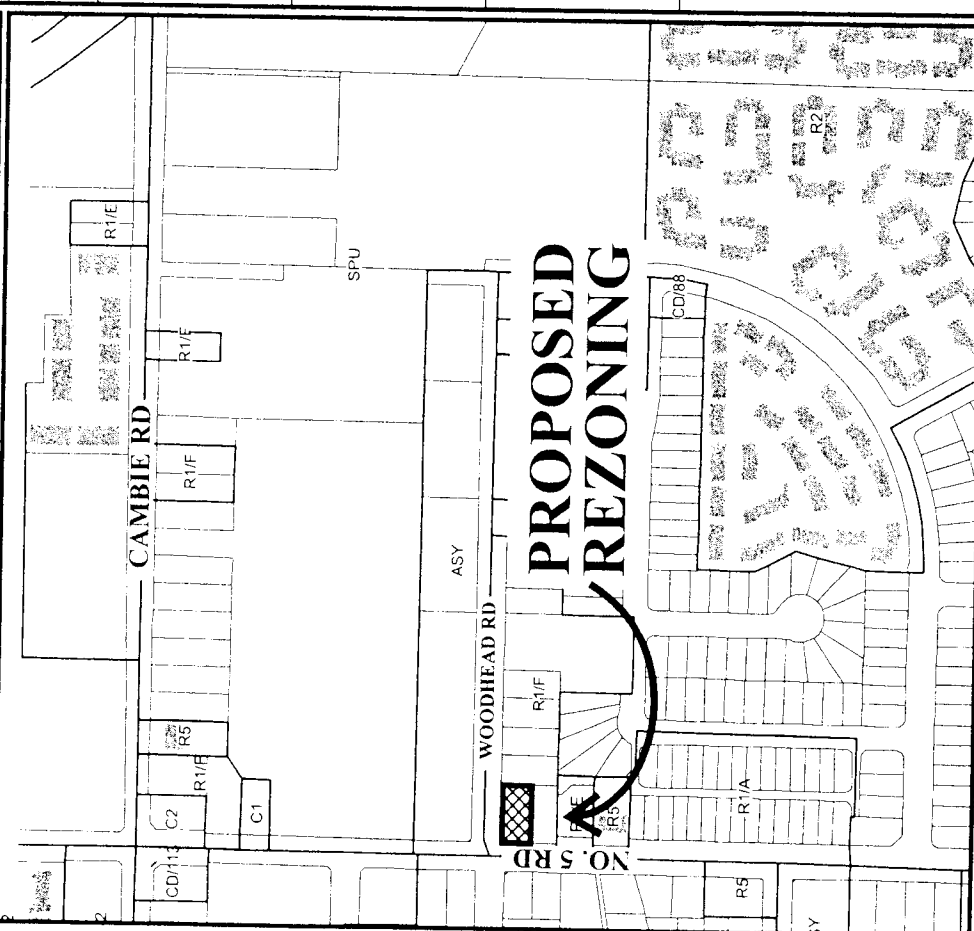 R2
R1/E
SPU
CD/88
R1/E
CAMBIE RD
R1/F
PROPOSED
REZONING
ASY
WOODHEAD RD
R1/F
R5
R1/F
C2
C1
R5
R1/A
NO. 5 RD
CD/113
R5
2